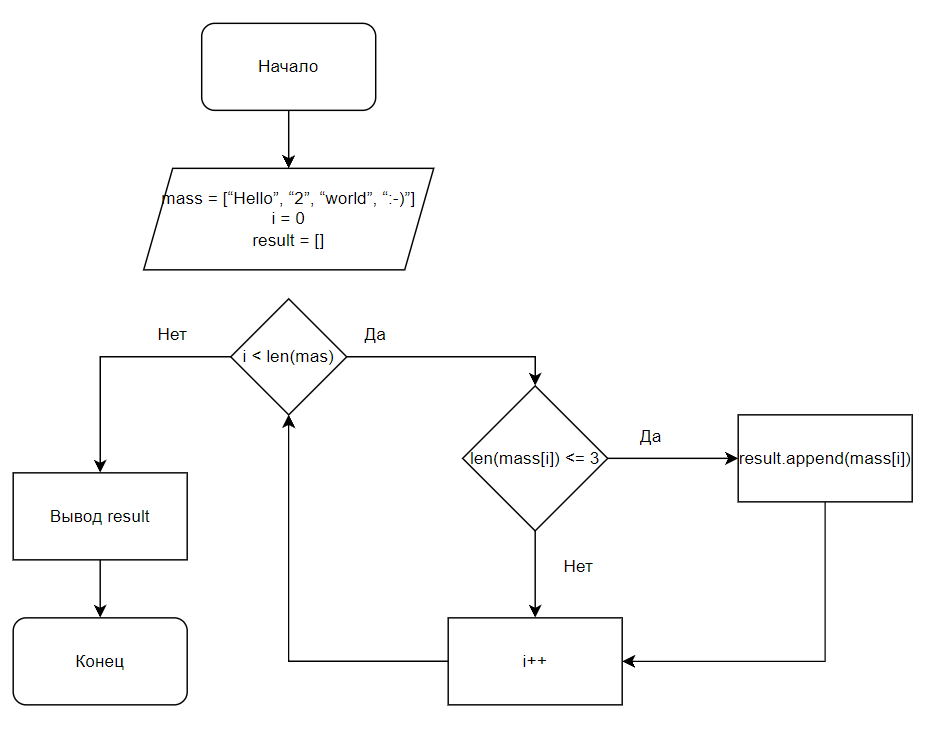 Начало
mass = [“Hello”, “2”, “world”, “:-)”]
i = 0
result = []
Нет
Да
i < len(mas)
Да
len(mass[i]) <= 3
result.append(mass[i])
Вывод result
Нет
Конец
i++